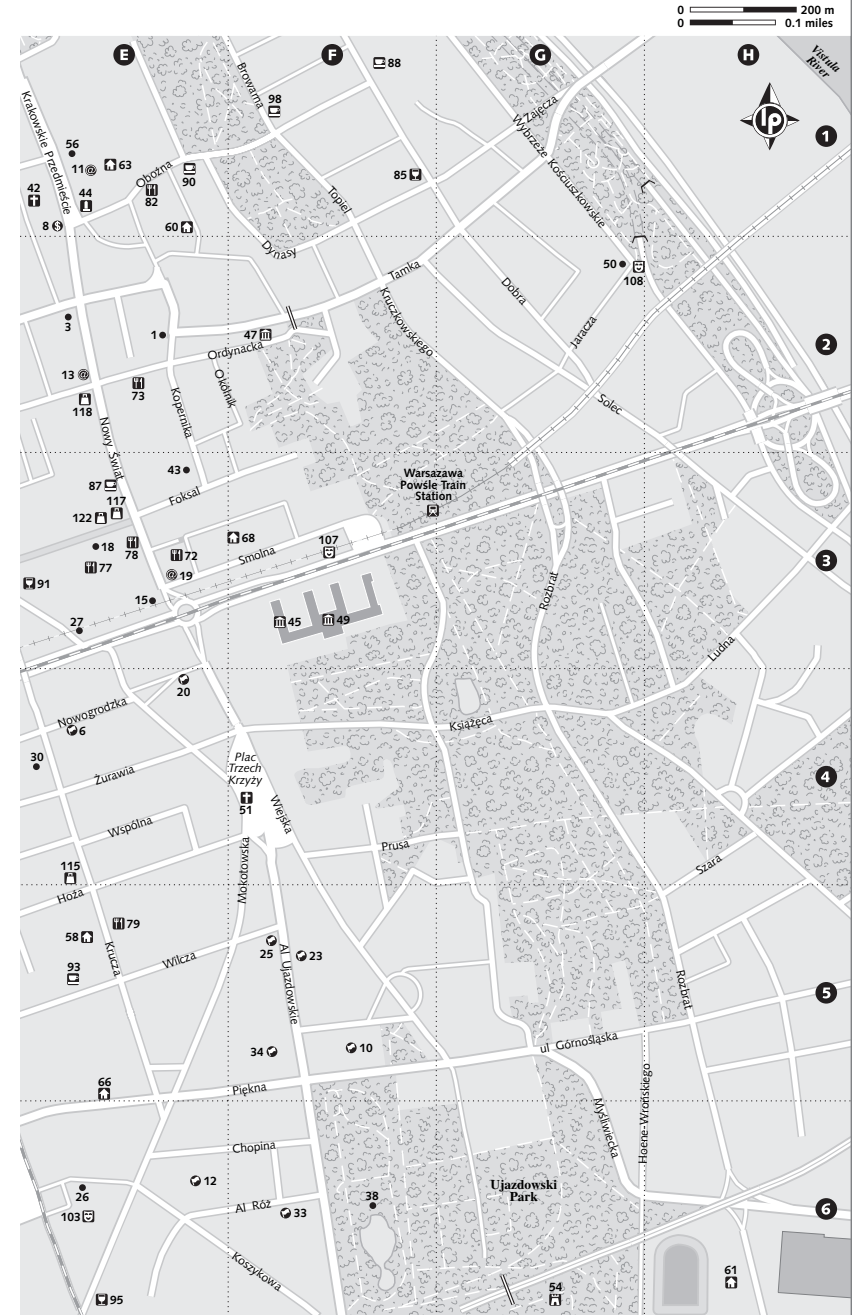 0 200 m
0 0.1 miles
E
F
G
H
Vistula
River
lp
1
2
3
4
5
6
Krakowskie Przedmieście
56
11 @
63
42
44
8 $
Oboźna
82
90
60
98
Browarna
88
85
Topiel
Dynasy
Zajęcza
Wybrzeże Kościuszkowskie
50
108
Tamka
Dobra
Jaracza
Kruczkowskiego
Solec
3
1
47
Ordynacka
Okólnik
13 @
73
118
Kopernika
Nowy Świat
43
Foksal
87
117
122
18
78
72
77
@ 19
91
15
27
68
Smolna
107
Warsazawa
Powśle Train
Station
45
49
Rozbrat
Ludna
20
Nowogrodzka
6
30
Żurawia
Plac
Trzech
Krzyży
51
Książęca
Wiejska
Wspólna
Prusa
Szara
115
Hoża
Mokotowska
79
58
93
Krucza
Wilcza
25
23
Al Ujazdowskie
34
10
ul Górnośląska
Rozbrat
66
Piękna
Myśliwiecka
Hoene-Wrońskiego
Chopina
12
26
103
Al Róż
33
38
Ujazdowski
Park
Koszykowa
95
54
61